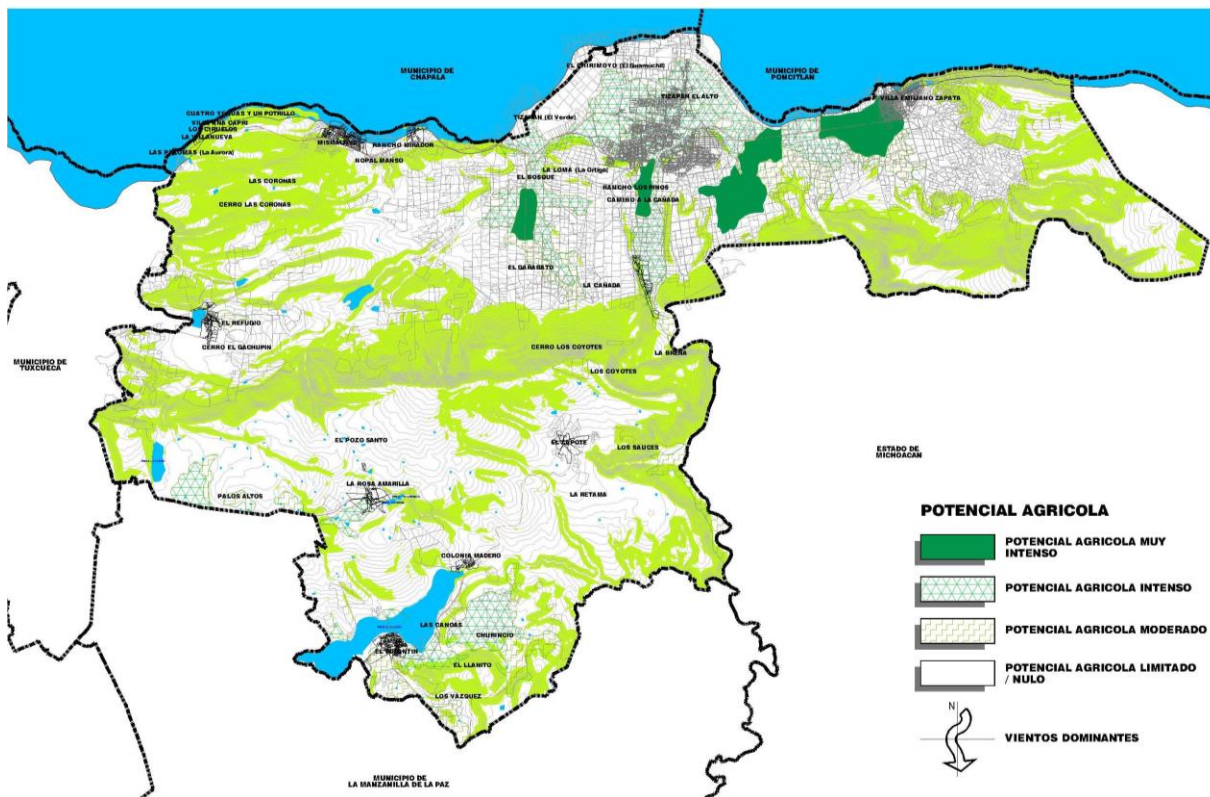 MUNICIPIO DE
CHAPALA
MUNICIPIO DE
PONCITLAN
EL CHIRIMOYO (El Guamuchil)
TIZAPAN EL ALTO
VILLA EMILIANO ZAPATA
CUATRO YEGUAS Y UN POTRILLO
TIZAPAN (El Verde)
VILLA ANA CAPRI
LOS CIRUELOS
LA VILLANUEVA
MISMALOYA
RANCHO MIRADOR
LAS PALOMAS (La Aurora)
NOPAL MANSO
LA LOMA (La Ortiga)
EL BOSQUE
LAS CORONAS
RANCHO LOS PINOS
CAMINO A LA CAÑADA
CERRO LAS CORONAS
EL GARABATO
LA CAÑADA
EL REFUGIO
CERRO EL GACHUPIN
CERRO LOS COYOTES
LA BREÑA
MUNICIPIO DE
TUXCUECA
LOS COYOTES
EL POZO SANTO
EL ZAPOTE
LOS SAUCES
ESTADO DE
MICHOACAN
LA ROSA AMARILLA
PALOS ALTOS
LA RETAMA
COLONIA MADERO
LAS CANOAS
CHURINCIO
EL LLANITO
LOS VAZQUEZ
MUNICIPIO DE
LA MANZANILLA DE LA PAZ
POTENCIAL AGRICOLA
POTENCIAL AGRICOLA MUY
INTENSO
POTENCIAL AGRICOLA INTENSO
POTENCIAL AGRICOLA MODERADO
POTENCIAL AGRICOLA LIMITADO
/ NULO
N
VIENTOS DOMINANTES